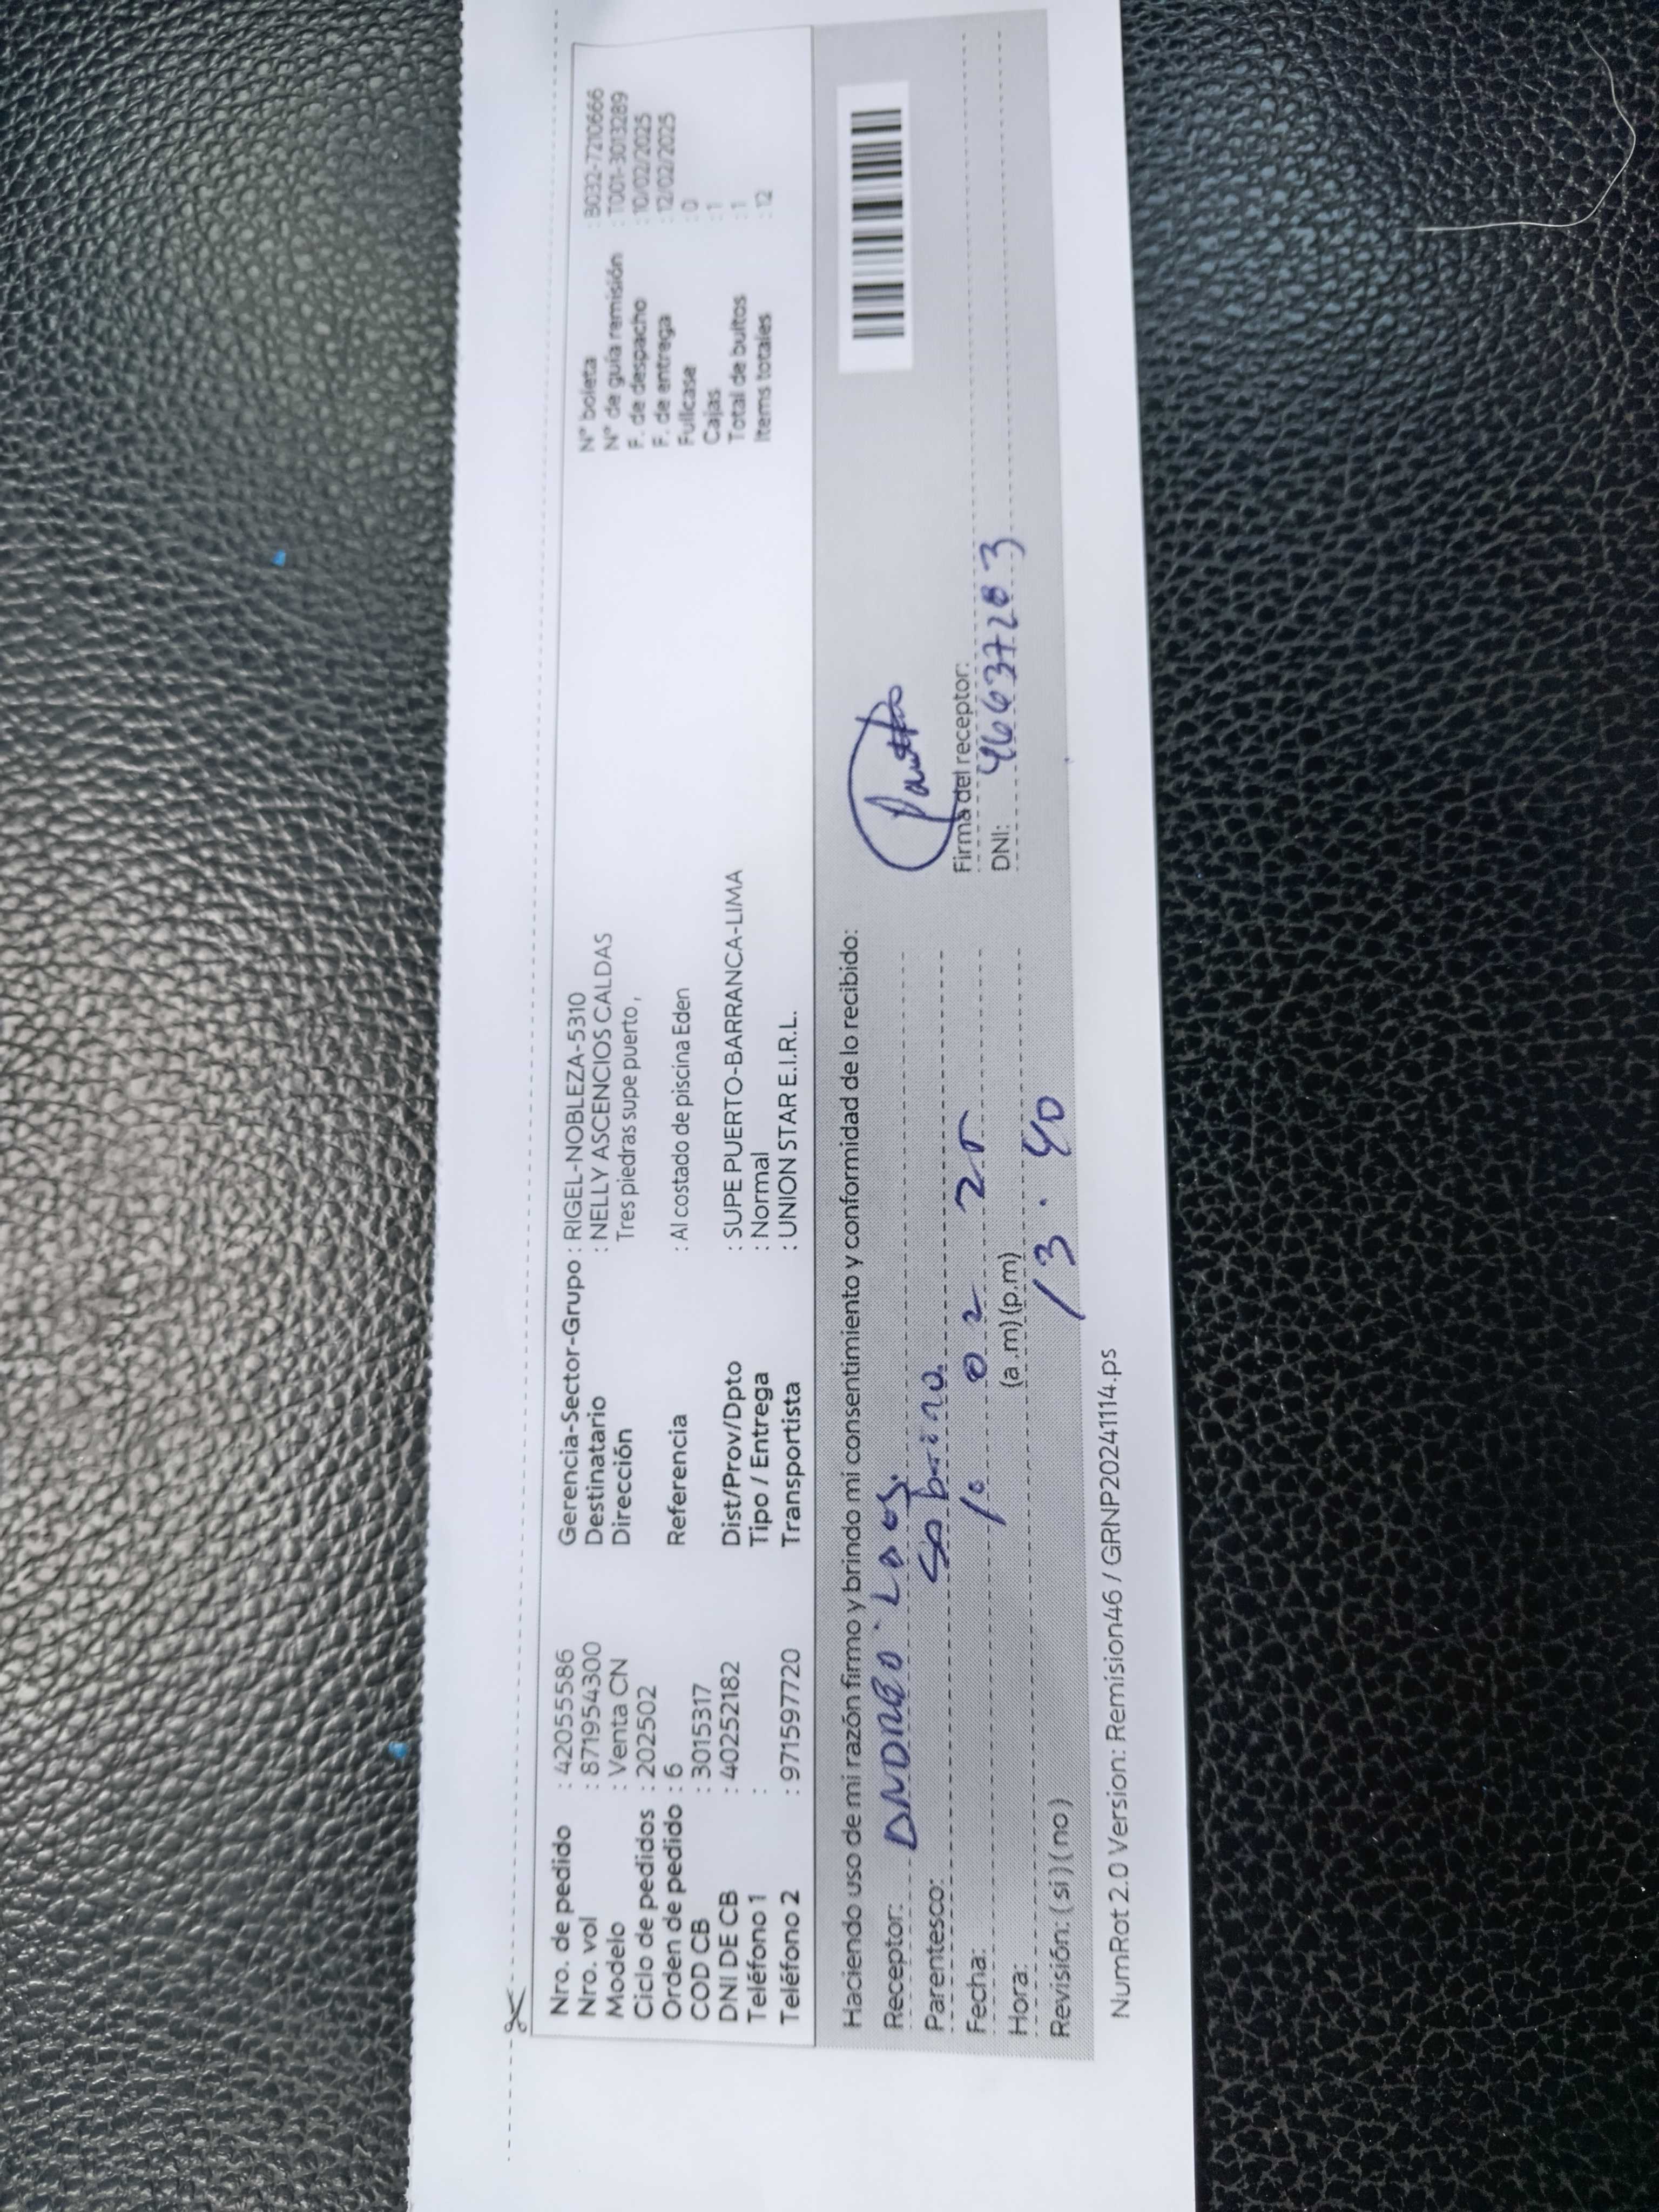 Nro. de pedido : 42055586
Nro. vol : 871954300
Modelo : Venta CN
Ciclo de pedidos : 202502
Orden de pedido : 6
COD CB : 3015317
DNI DE CB : 40252182
Teléfono 1 :
Teléfono 2 : 971597720
Gerencia-Sector-Grupo : RIGEL-NOBLEZA-5310
Destinatario : NELLY ASCENCIOS CALDAS
Dirección Tres piedras supe puerto ,
Referencia : Al costado de piscina Eden
Dist/Prov/Dpto : SUPE PUERTO-BARRANCA-LIMA
Tipo / Entrega : Normal
Transportista : UNION STAR E.I.R.L.
N° boleta : B032-7210666
N° de guía remisión : T001-3013289
F. de despacho : 10/02/2025
F. de entrega : 12/02/2025
Fullcase : 0
Cajas : 1
Total de bultos : 1
Items totales : 12
Haciendo uso de mi razón firmo y brindo mi consentimiento y conformidad de lo recibido:
Receptor:
Parentesco: Sobrino.
Fecha: 10 02 25
Hora: (a.m) (p.m) 13.40
Revisión: ( si ) ( no )
Firma del receptor:
DNI: 46637203
NumRot 2.0 Version: Remision46 / GRNP20241114.ps